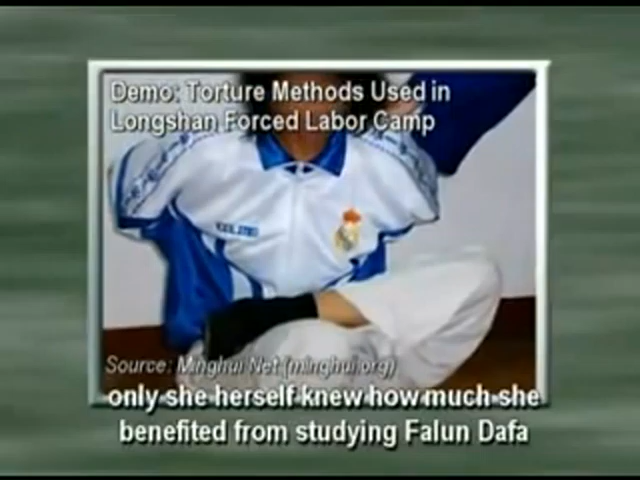 Demo: Torture Methods Used in
Longshan Forced Labor Camp
Source: Minghui Net (minghui.org)
only she herself knew how much she
benefited from studying Falun Dafa